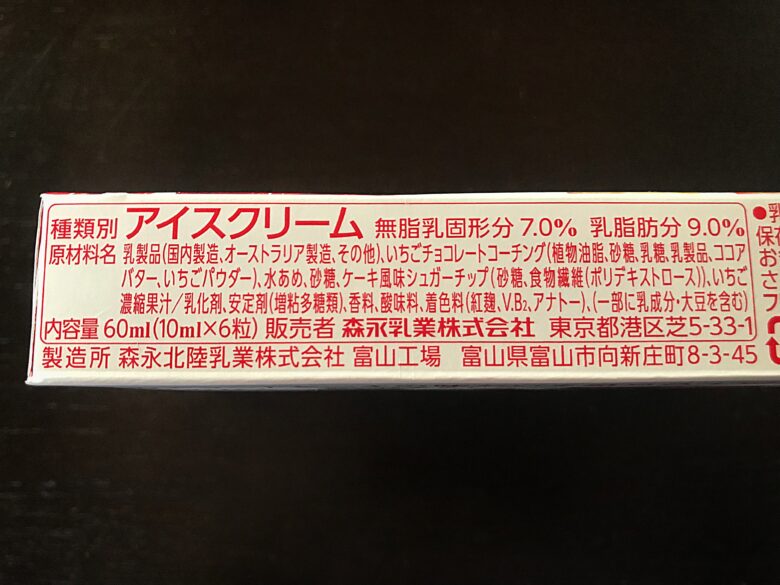 種類別 アイスクリーム 無脂乳固形分 7.0% 乳脂肪分 9.0%
原材料名 乳製品(国内製造、オーストラリア製造、その他)、いちごチョコレートコーチング(植物油脂、砂糖、乳糖、乳製品、ココア
バター、いちごパウダー)、水あめ、砂糖、ケーキ風味シュガーチップ(砂糖、食物繊維(ポリデキストロース))、いちご
濃縮果汁/乳化剤、安定剤(増粘多糖類)、香料、酸味料、着色料(紅麹、V.B₂、アナトー)、(一部に乳成分・大豆を含む)
内容量 60ml(10ml×6粒) 販売者 森永乳業株式会社 東京都港区芝5-33-1
製造所 森永北陸乳業株式会社 富山工場 富山県富山市向新庄町8-3-45